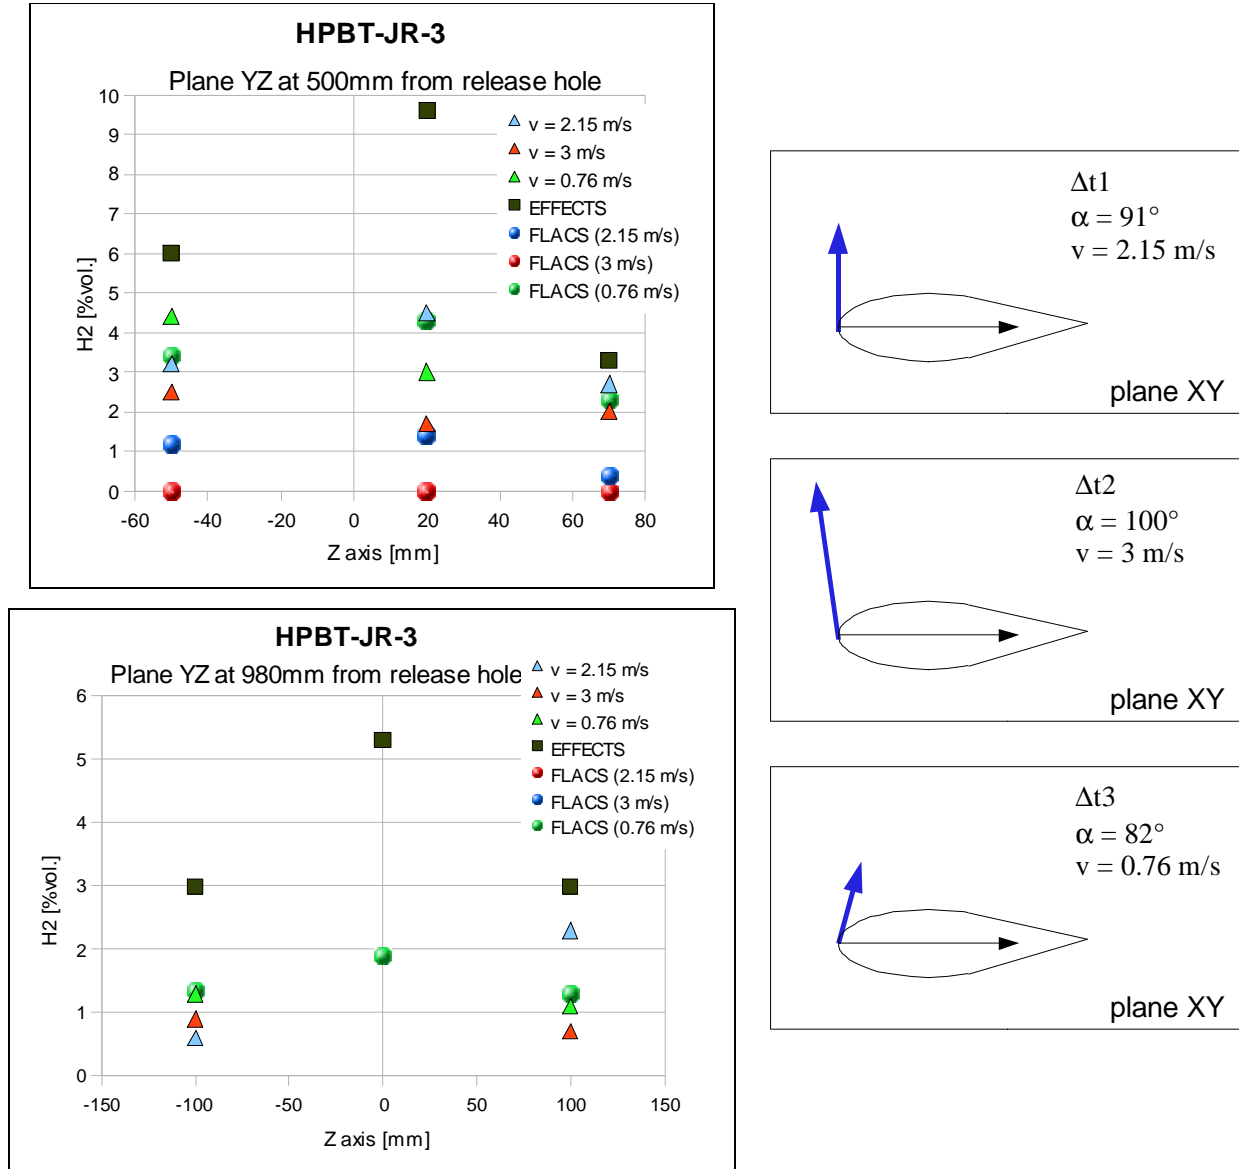 HPBT-JR-3
Plane YZ at 500mm from release hole
10
9
8
7
6
5
4
3
2
1
0
H2 [%vol.]
-60
-40
-20
0
20
40
60
80
Z axis [mm]
v = 2.15 m/s
v = 3 m/s
v = 0.76 m/s
EFFECTS
FLACS (2.15 m/s)
FLACS (3 m/s)
FLACS (0.76 m/s)
HPBT-JR-3
Plane YZ at 980mm from release hole
6
5
4
3
2
1
0
H2 [%vol.]
-150
-100
-50
0
50
100
150
Z axis [mm]
v = 2.15 m/s
v = 3 m/s
v = 0.76 m/s
EFFECTS
FLACS (2.15 m/s)
FLACS (3 m/s)
FLACS (0.76 m/s)
Δt1
α = 91°
v = 2.15 m/s
plane XY
Δt2
α = 100°
v = 3 m/s
plane XY
Δt3
α = 82°
v = 0.76 m/s
plane XY